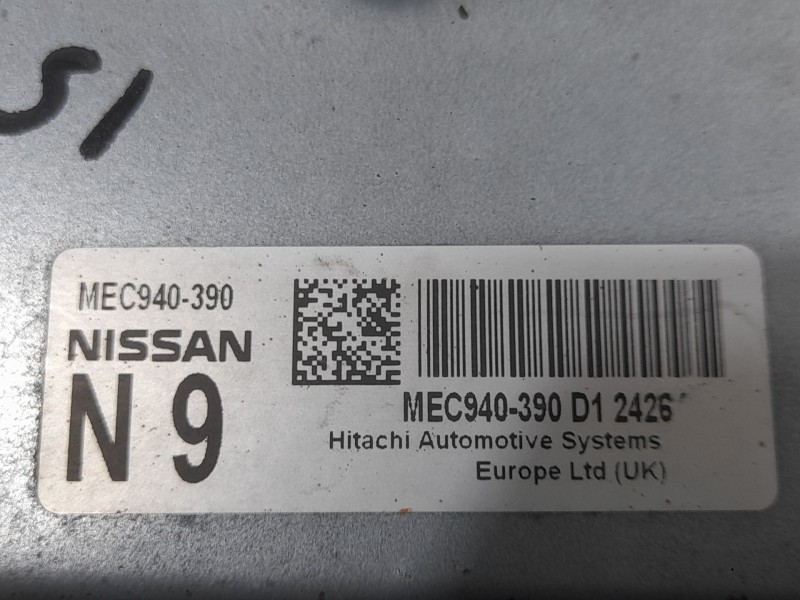 MEC940-390
NISSAN
N 9
MEC940-390 D1 2426
Hitachi Automotive Systems
Europe Ltd (UK)